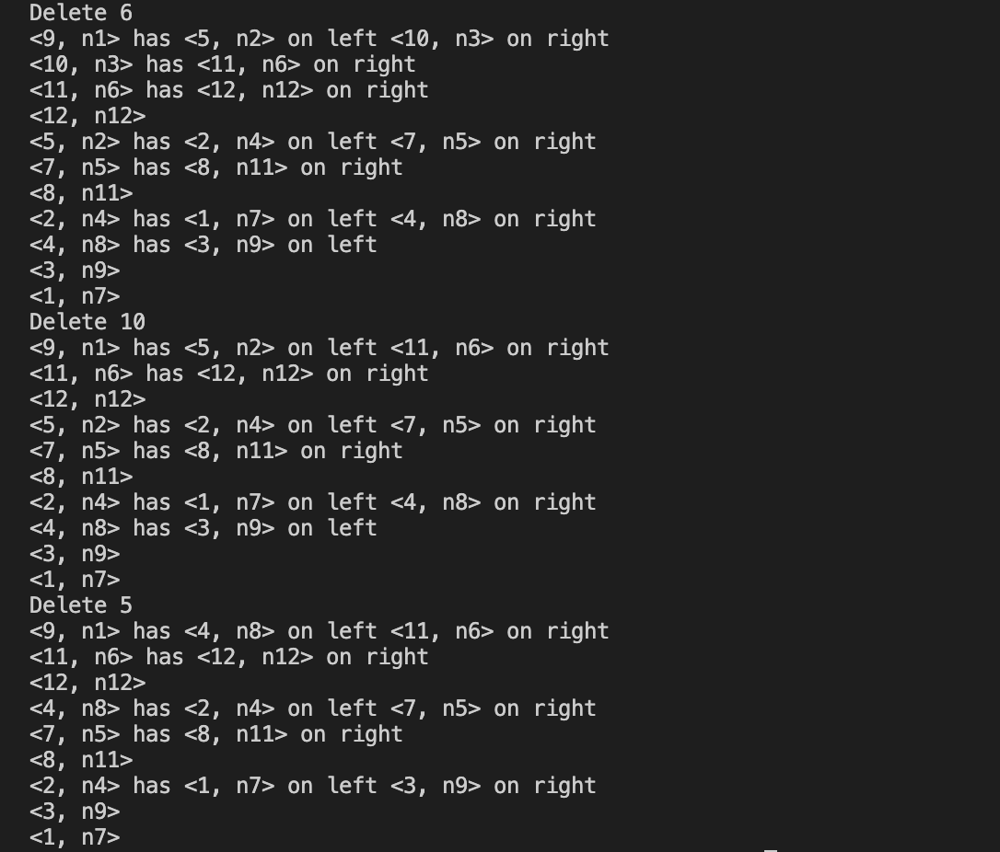 Delete 6
<9, n1> has <5, n2> on left <10, n3> on right
<10, n3> has <11, n6> on right
<11, n6> has <12, n12> on right
<12, n12>
<5, n2> has <2, n4> on left <7, n5> on right
<7, n5> has <8, n11> on right
<8, n11>
<2, n4> has <1, n7> on left <4, n8> on right
<4, n8> has <3, n9> on left
<3, n9>
<1, n7>
Delete 10
<9, n1> has <5, n2> on left <11, n6> on right
<11, n6> has <12, n12> on right
<12, n12>
<5, n2> has <2, n4> on left <7, n5> on right
<7, n5> has <8, n11> on right
<8, n11>
<2, n4> has <1, n7> on left <4, n8> on right
<4, n8> has <3, n9> on left
<3, n9>
<1, n7>
Delete 5
<9, n1> has <4, n8> on left <11, n6> on right
<11, n6> has <12, n12> on right
<12, n12>
<4, n8> has <2, n4> on left <7, n5> on right
<7, n5> has <8, n11> on right
<8, n11>
<2, n4> has <1, n7> on left <3, n9> on right
<3, n9>
<1, n7>